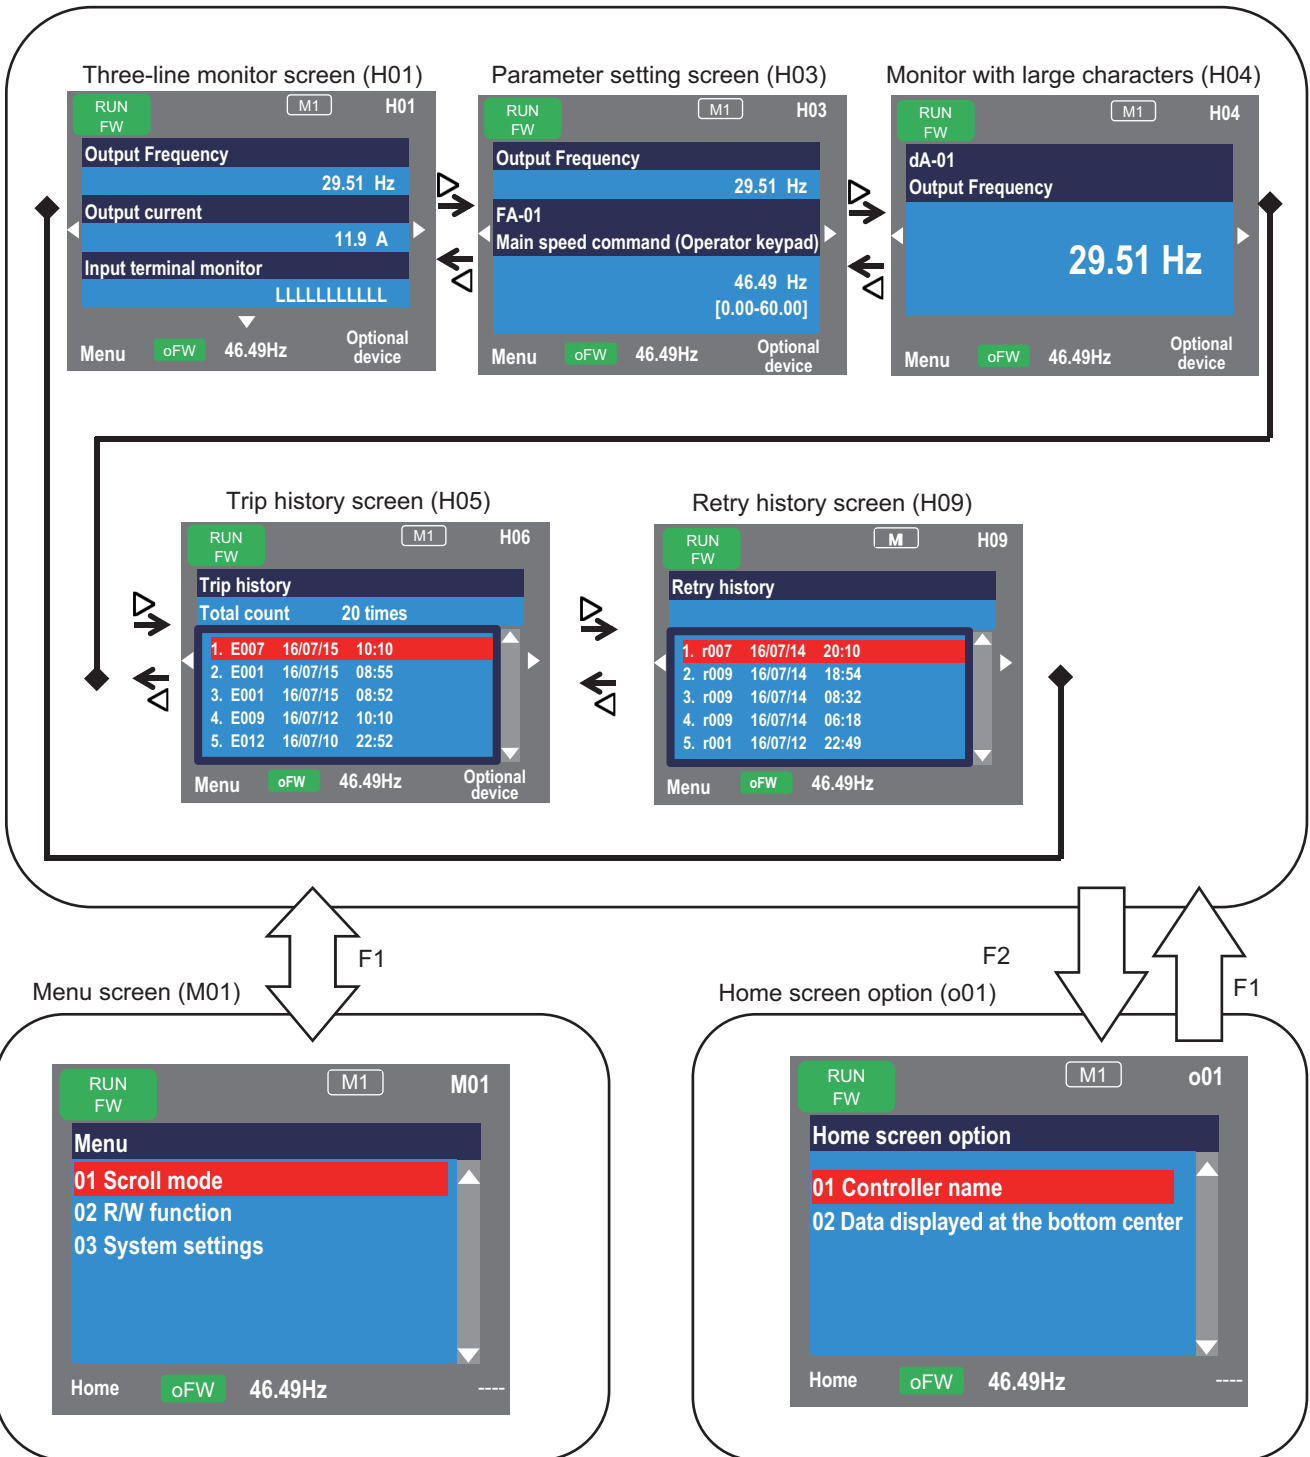 Three-line monitor screen (H01)
RUN
FW
M1
H01
Output Frequency
29.51 Hz
Output current
11.9 A
Input terminal monitor
LLLLLLLLLLL
Menu
oFW
46.49Hz
Optional
device
Parameter setting screen (H03)
RUN
FW
M1
H03
Output Frequency
29.51 Hz
FA-01
Main speed command (Operator keypad)
46.49 Hz
[0.00-60.00]
Menu
oFW
46.49Hz
Optional
device
Monitor with large characters (H04)
RUN
FW
M1
H04
dA-01
Output Frequency
29.51 Hz
Menu
oFW
46.49Hz
Optional
device
Trip history screen (H05)
RUN
FW
M1
H06
Trip history
Total count 20 times
1. E007 16/07/15 10:10
2. E001 16/07/15 08:55
3. E001 16/07/15 08:52
4. E009 16/07/12 10:10
5. E012 16/07/10 22:52
Menu
oFW
46.49Hz
Optional
device
Retry history screen (H09)
RUN
FW
M
H09
Retry history
1. r007 16/07/14 20:10
2. r009 16/07/14 18:54
3. r009 16/07/14 08:32
4. r009 16/07/14 06:18
5. r001 16/07/12 22:49
Menu
oFW
46.49Hz
F1
F2
F1
Menu screen (M01)
RUN
FW
M1
M01
Menu
01 Scroll mode
02 R/W function
03 System settings
Home
oFW
46.49Hz
----
Home screen option (o01)
RUN
FW
M1
o01
Home screen option
01 Controller name
02 Data displayed at the bottom center
Home
oFW
46.49Hz
----